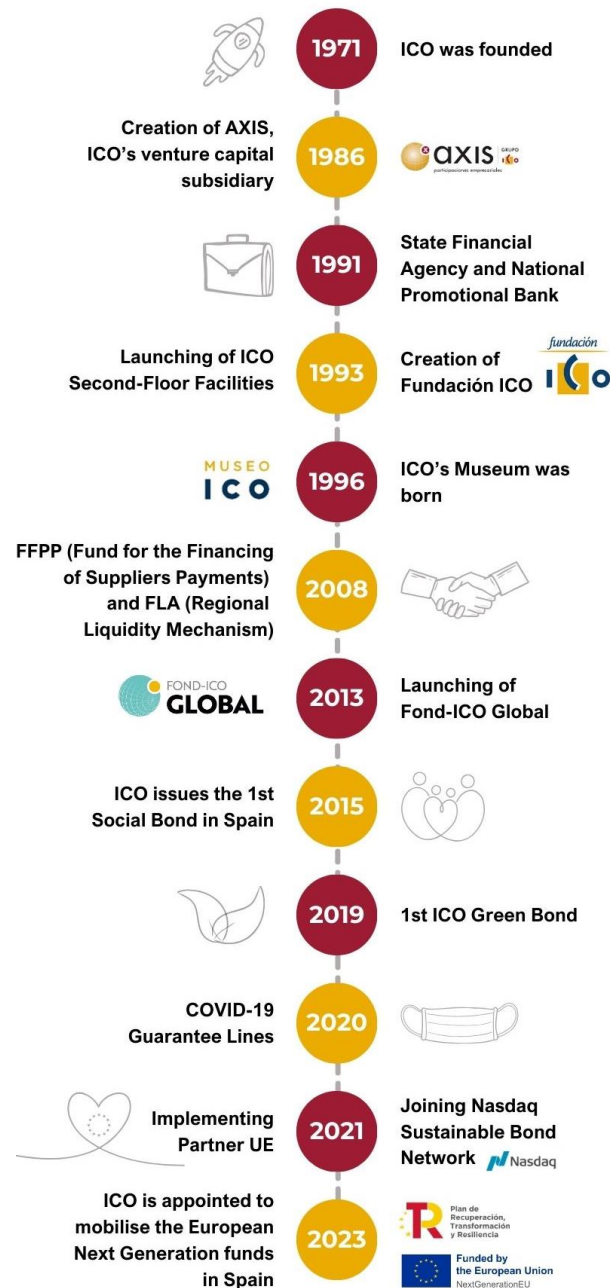 1971
ICO was founded
Creation of AXIS,
ICO's venture capital
subsidiary
1986
axis
GRUPO
ICO
participaciones empresariales
1991
State Financial
Agency and National
Promotional Bank
Launching of ICO
Second-Floor Facilities
1993
Creation of
Fundación ICO
fundación
ICO
MUSEO
ICO
1996
ICO's Museum was
born
FFPP (Fund for the Financing
of Suppliers Payments)
and FLA (Regional
Liquidity Mechanism)
2008
FOND-ICO
GLOBAL
2013
Launching of
Fond-ICO Global
ICO issues the 1st
Social Bond in Spain
2015
2019
1st ICO Green Bond
COVID-19
Guarantee Lines
2020
Implementing
Partner UE
2021
Joining Nasdaq
Sustainable Bond
Network
Nasdaq
ICO is appointed to
mobilise the European
Next Generation funds
in Spain
2023
Plan de
Recuperación,
Transformación
y Resiliencia
Funded by
the European Union
NextGenerationEU